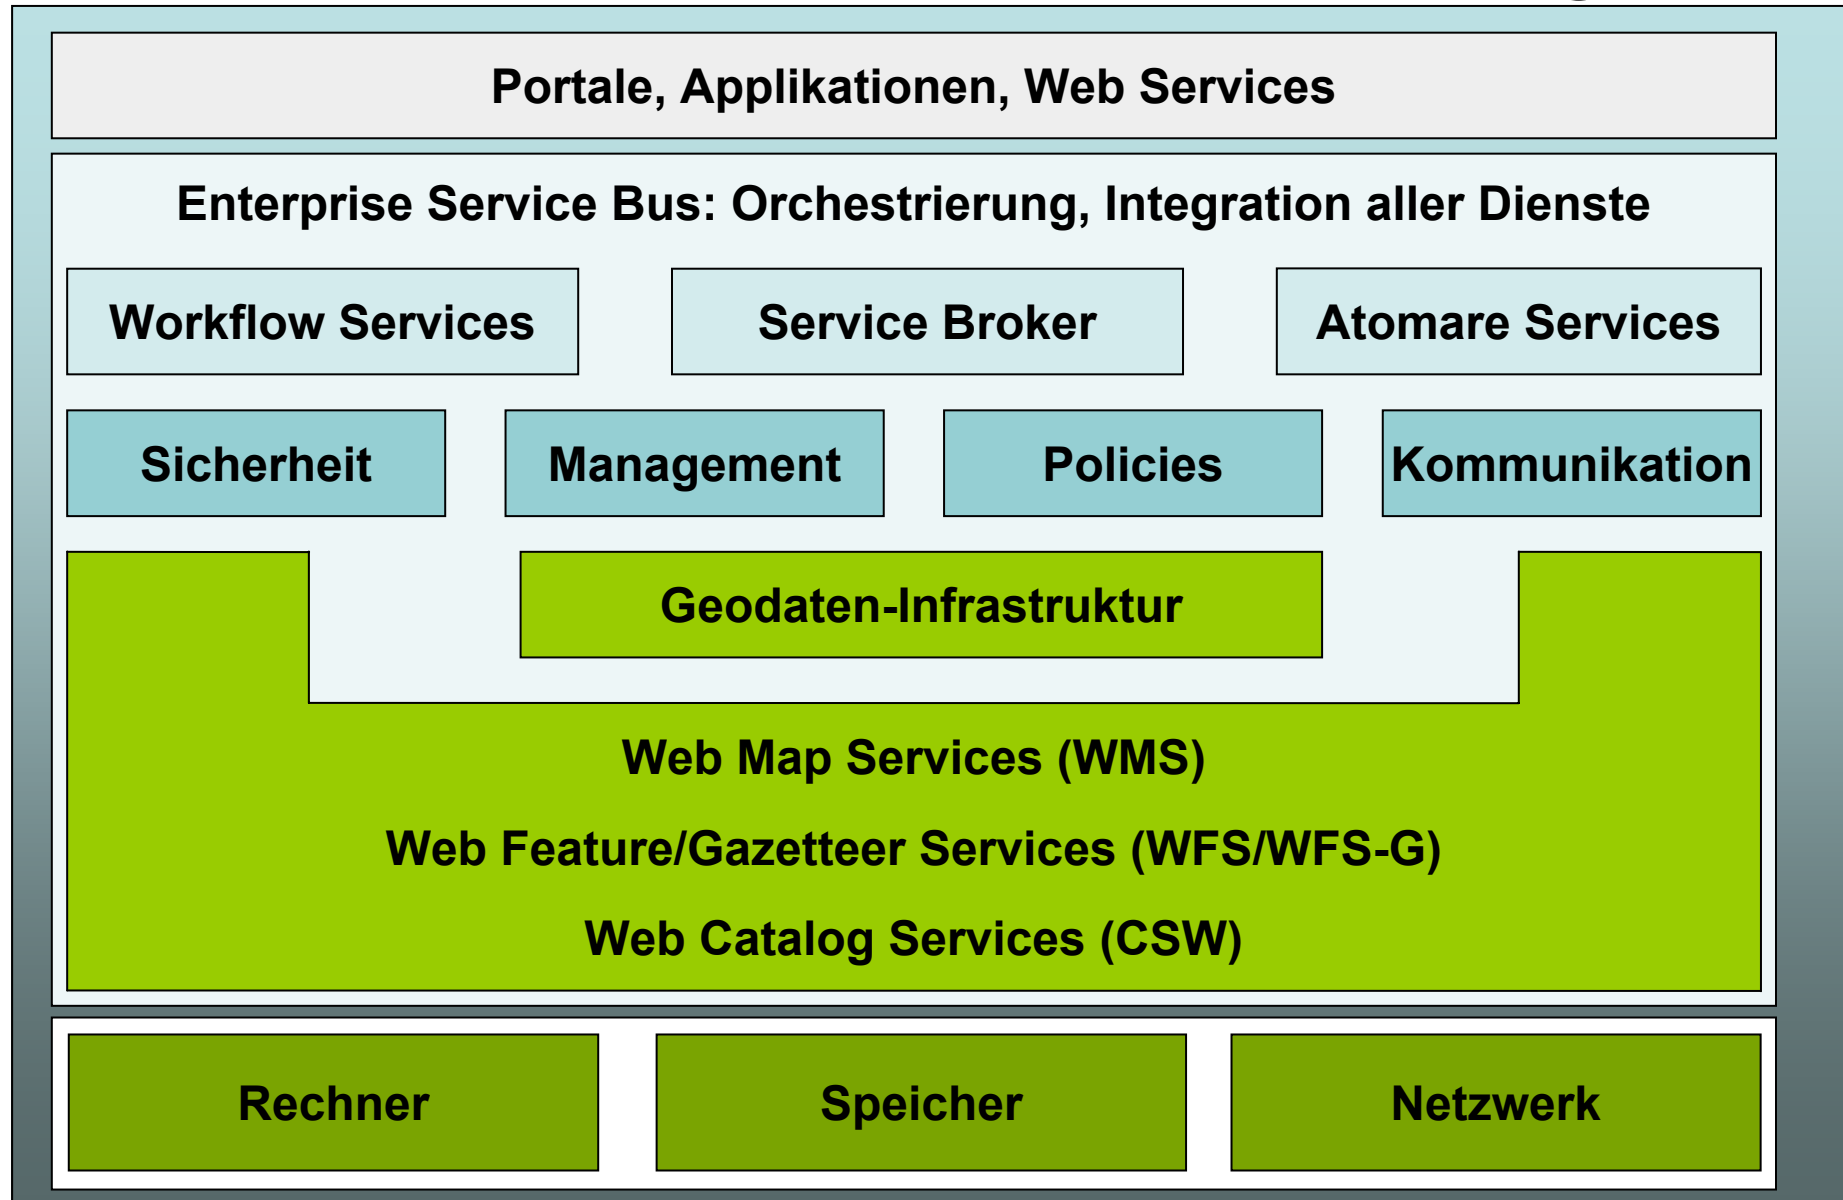 Portale, Applikationen, Web Services
Enterprise Service Bus: Orchestrierung, Integration aller Dienste
Workflow Services
Service Broker
Atomare Services
Sicherheit
Management
Policies
Kommunikation
Geodaten-Infrastruktur
Web Map Services (WMS)
Web Feature/Gazetteer Services (WFS/WFS-G)
Web Catalog Services (CSW)
Rechner
Speicher
Netzwerk